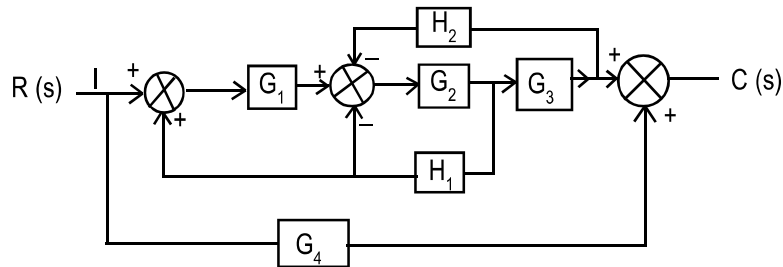 H₂
R (s) I + + G₁ + − G₂ G₃ + C (s)
− +
H₁
G₄